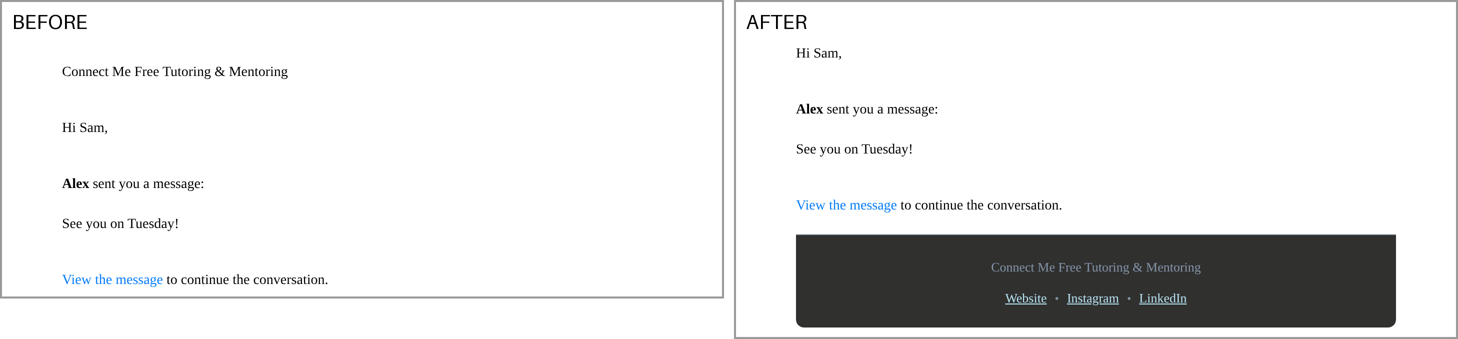 BEFORE
Connect Me Free Tutoring & Mentoring
Hi Sam,
Alex sent you a message:
See you on Tuesday!
View the message to continue the conversation.
AFTER
Hi Sam,
Alex sent you a message:
See you on Tuesday!
View the message to continue the conversation.
Connect Me Free Tutoring & Mentoring
Website • Instagram • LinkedIn